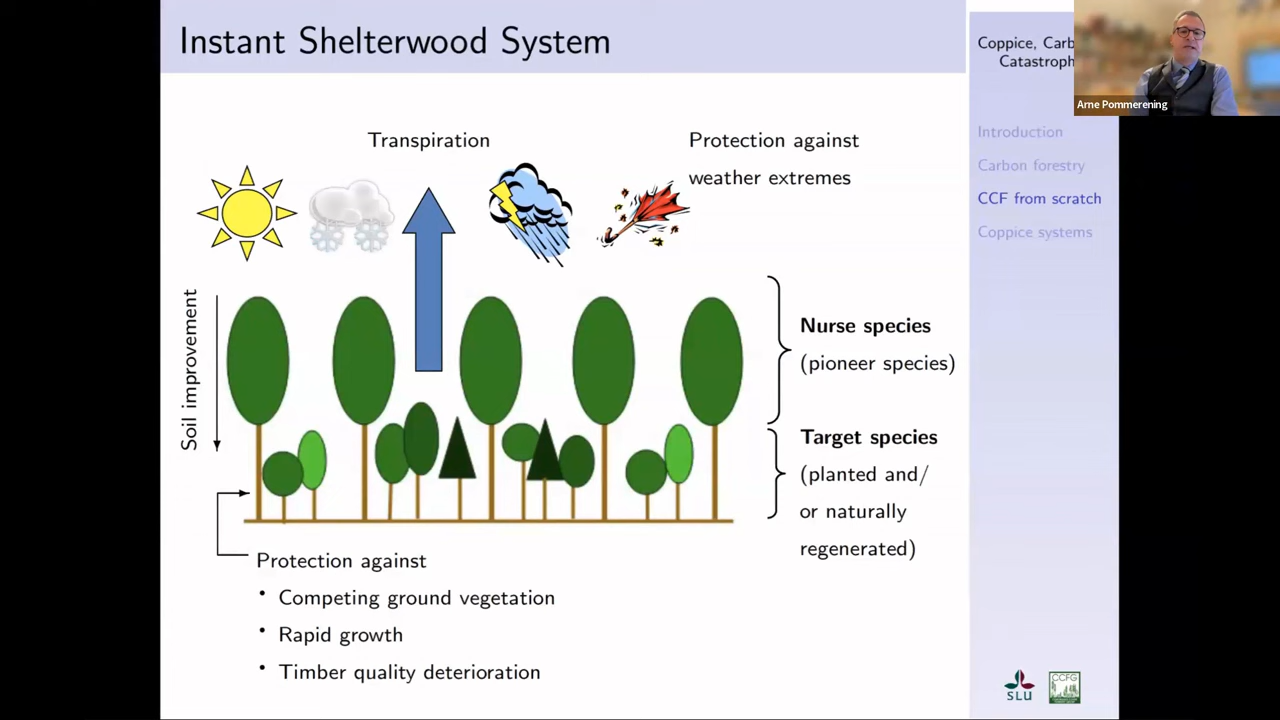 Instant Shelterwood System
Transpiration
Protection against
weather extremes
Soil improvement
Nurse species
(pioneer species)
Target species
(planted and/
or naturally
regenerated)
Protection against
• Competing ground vegetation
• Rapid growth
• Timber quality deterioration
Coppice, Carb
Catastroph
Introduction
Carbon forestry
CCF from scratch
Coppice systems
Arne Pommerening
SLU
CCFG